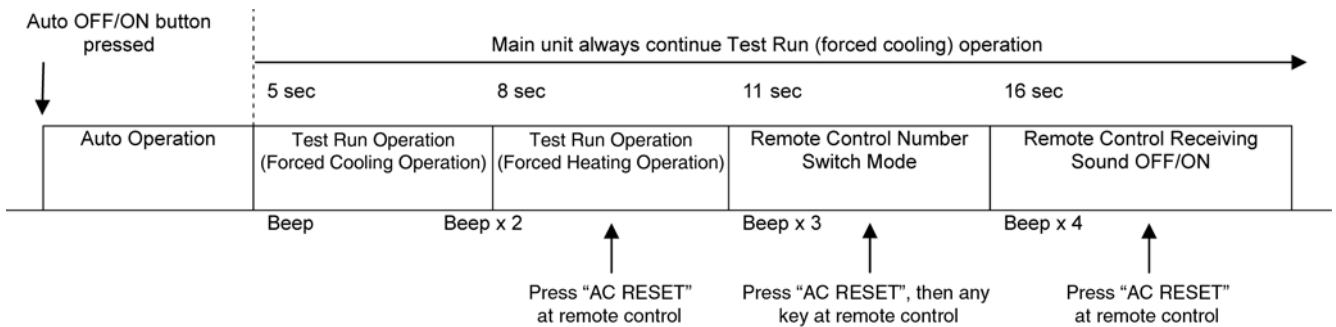 Auto OFF/ON button
pressed
Main unit always continue Test Run (forced cooling) operation
5 sec
8 sec
11 sec
16 sec
Auto Operation
Test Run Operation
(Forced Cooling Operation)
Test Run Operation
(Forced Heating Operation)
Remote Control Number
Switch Mode
Remote Control Receiving
Sound OFF/ON
Beep
Beep x 2
Beep x 3
Beep x 4
Press “AC RESET”
at remote control
Press “AC RESET”, then any
key at remote control
Press “AC RESET”
at remote control